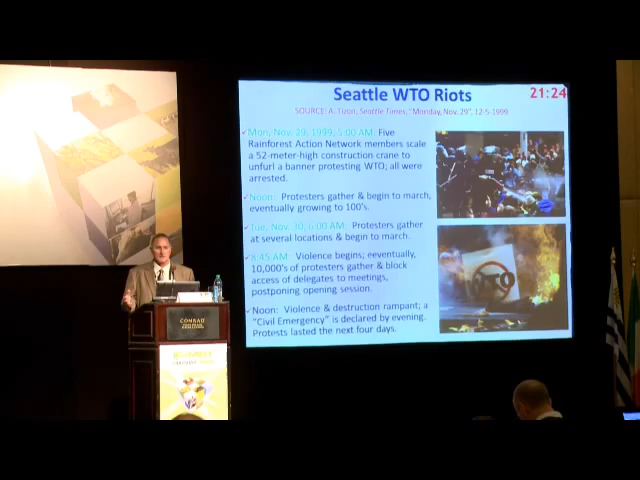 Seattle WTO Riots
21:24
SOURCE: A. Tizon, Seattle Times, "Monday, Nov. 29", 12-5-1999
Mon, Nov. 29, 1999, 5:00 AM: Five
Rainforest Action Network members scale
a 52-meter-high construction crane to
unfurl a banner protesting WTO; all were
arrested.
Noon: Protesters gather & begin to march,
eventually growing to 100's.
Tue, Nov. 30, 6:00 AM: Protesters gather
at several locations & begin to march.
8:45 AM: Violence begins; eeventually,
10,000's of protesters gather & block
access of delegates to meetings,
postponing opening session.
Noon: Violence & destruction rampant; a
"Civil Emergency" is declared by evening.
Protests lasted the next four days.
WTO
CONRAD